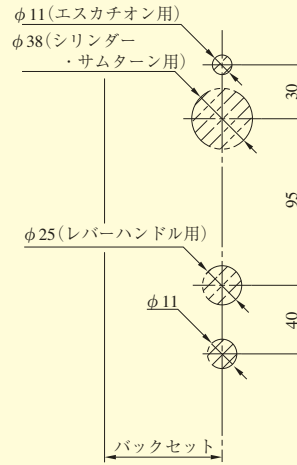 φ11(エスカチオン用)
φ38(シリンダー
・サムターン用)
30
95
φ25(レバーハンドル用)
φ11
40
バックセット